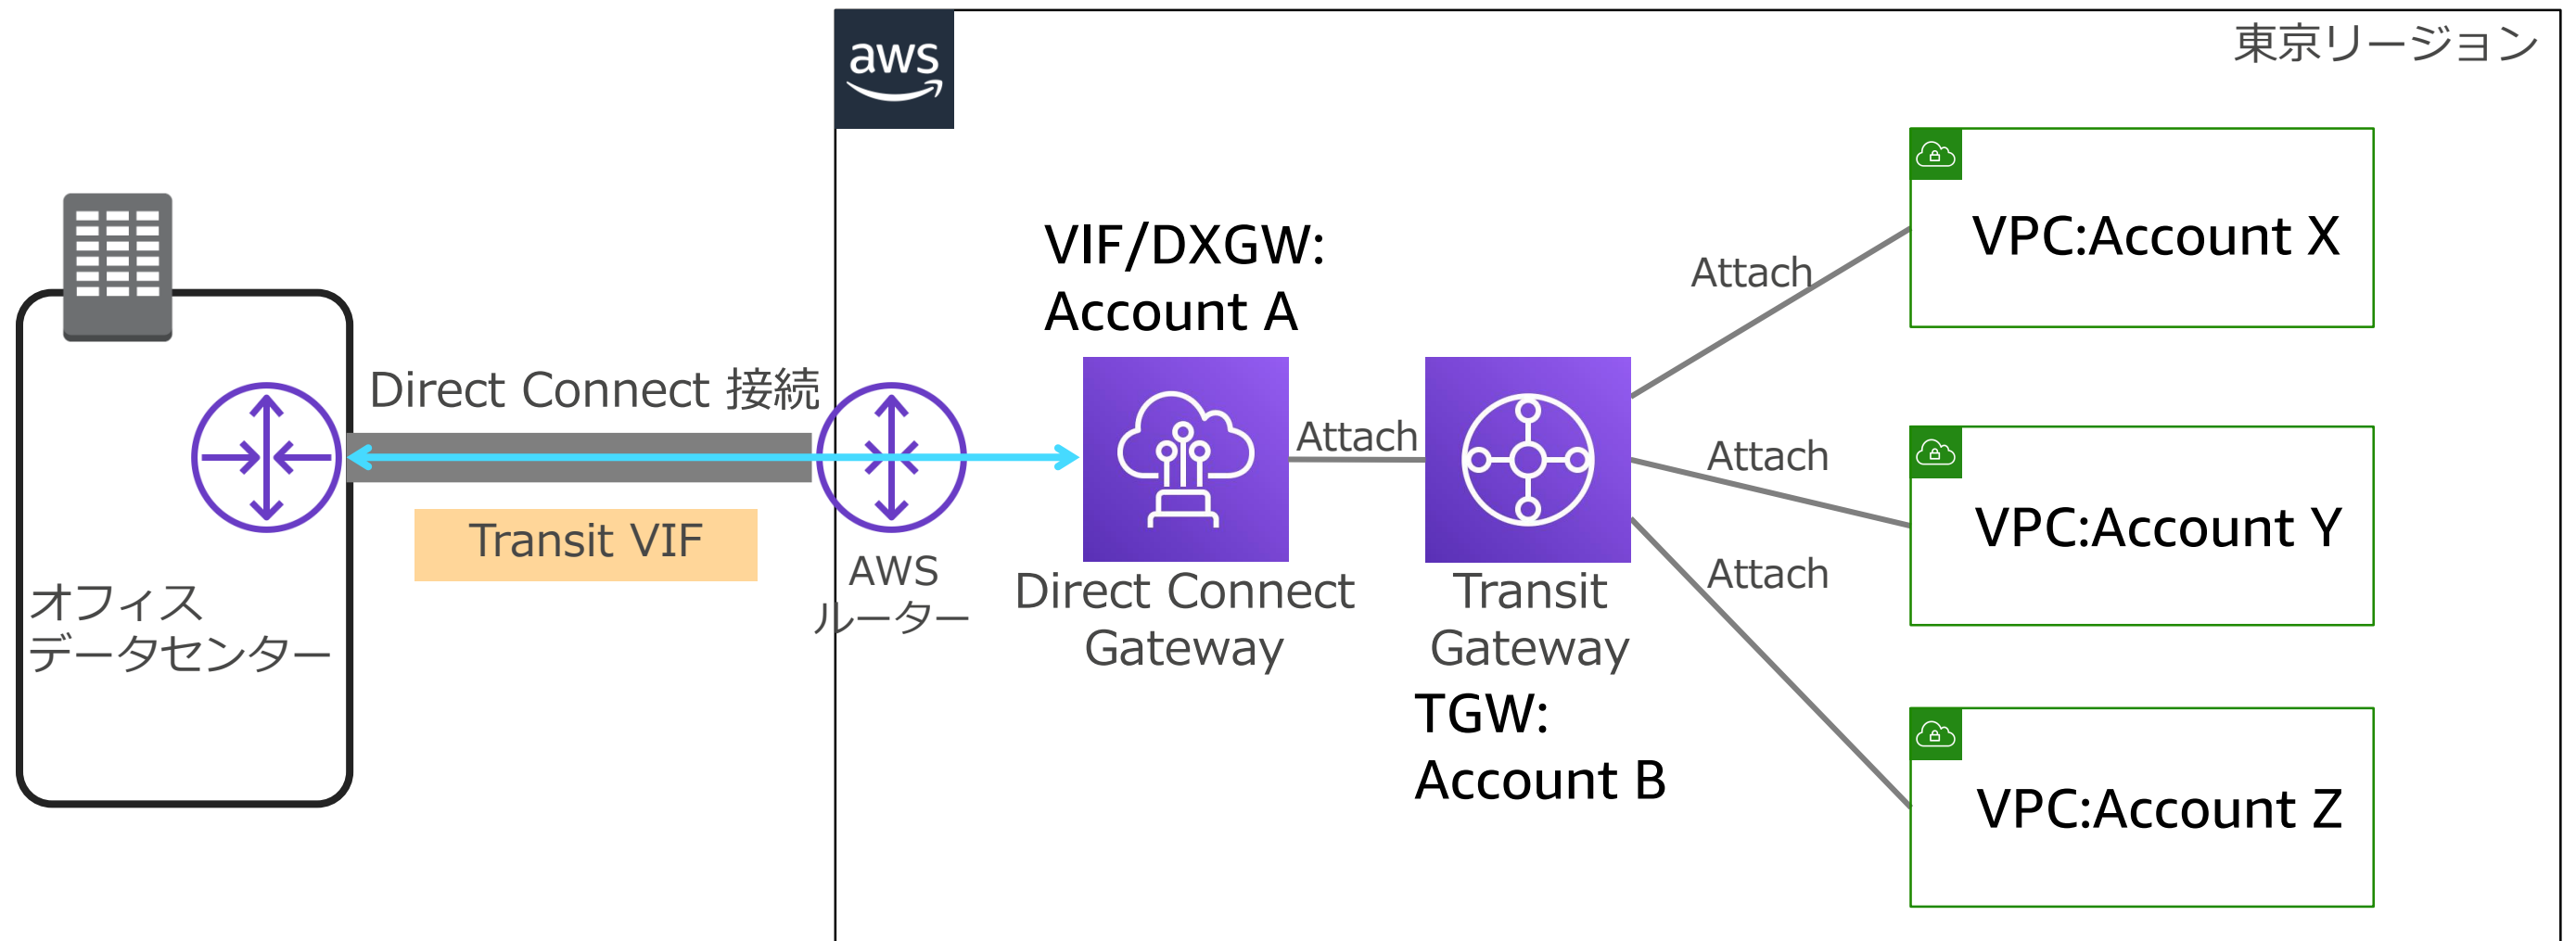 aws
東京リージョン
VPC:Account X
VIF/DXGW:
Account A
Attach
Direct Connect 接続
Attach
Attach
VPC:Account Y
Transit VIF
AWS
ルーター
Direct Connect
Gateway
Transit
Gateway
Attach
オフィス
データセンター
TGW:
Account B
VPC:Account Z